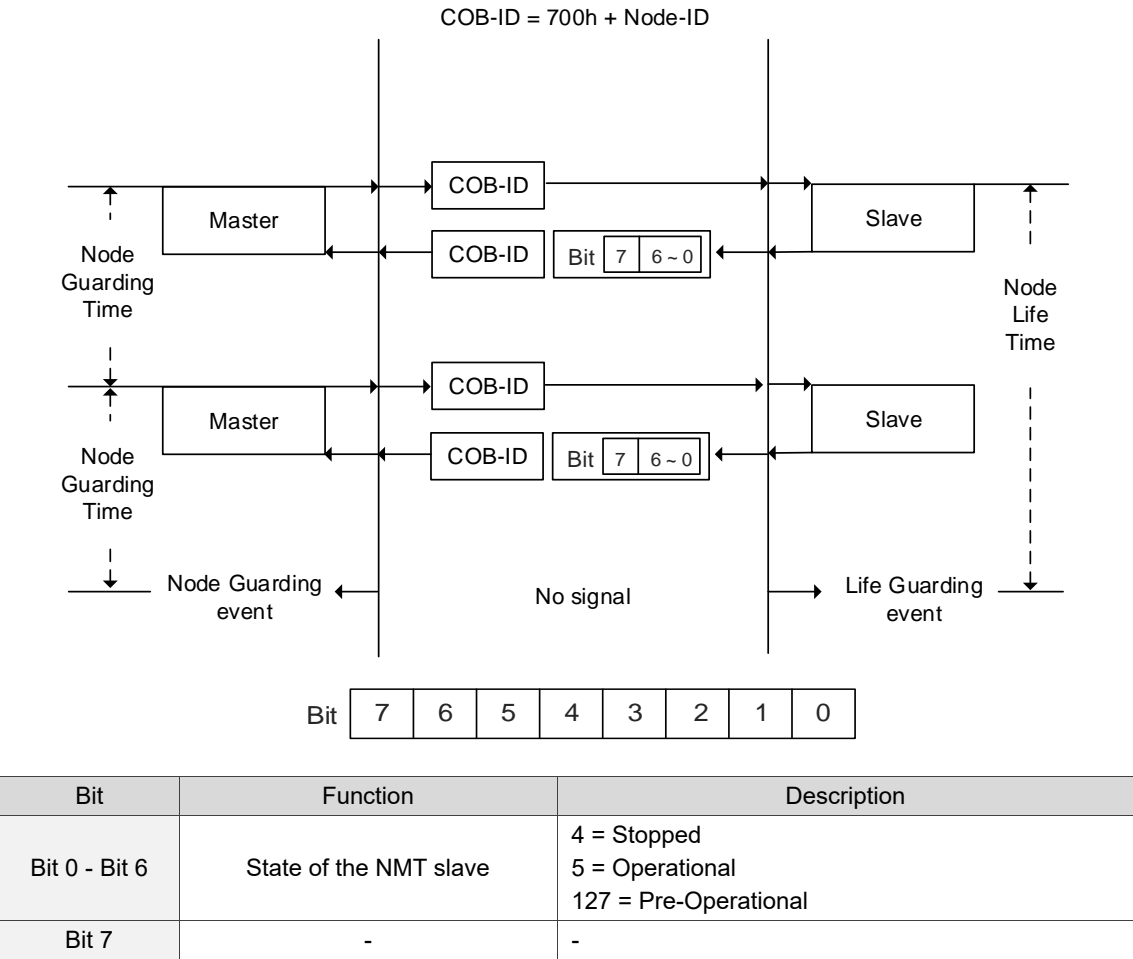 COB-ID = 700h + Node-ID
COB-ID
Master
Slave
COB-ID
Bit 7 6 ~ 0
Node
Guarding
Time
Node
Life
Time
COB-ID
Master
Slave
COB-ID
Bit 7 6 ~ 0
Node
Guarding
Time
Node Guarding
event
No signal
Life Guarding
event
Bit 7 6 5 4 3 2 1 0
Bit Function Description
Bit 0 - Bit 6 State of the NMT slave 4 = Stopped
5 = Operational
127 = Pre-Operational
Bit 7 - -